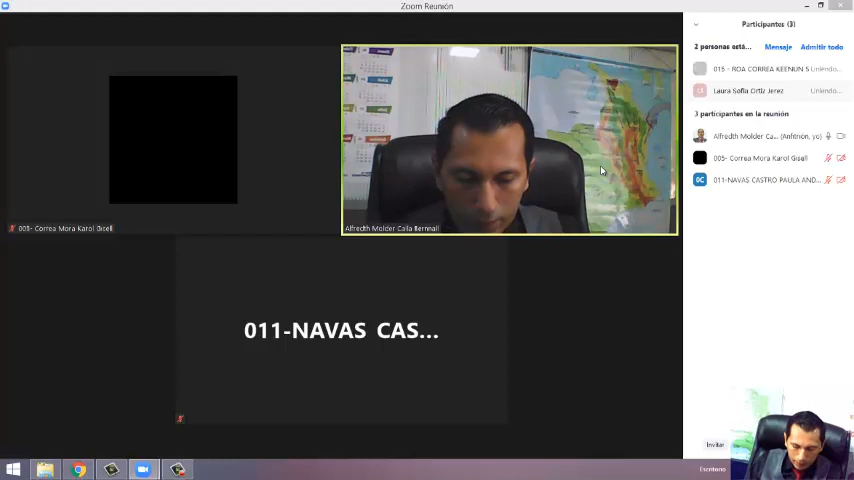 Zoom Reunión
Participantes (3)
2 personas está...
Mensaje
Admitir todo
015 - ROA CORREA KEENUN S
Uniendo...
Laura Sofia Ortiz Jerez
Uniendo...
3 participantes en la reunión
Alfredth Molder Ca... (Anfitrión, yo)
005- Correa Mora Karol Gisell
011-NAVAS CASTRO PAULA AND...
005- Correa Mora Karol Gisell
Alfredth Molder Calla Bernnall
011-NAVAS CAS...
Invitar
Escritorio